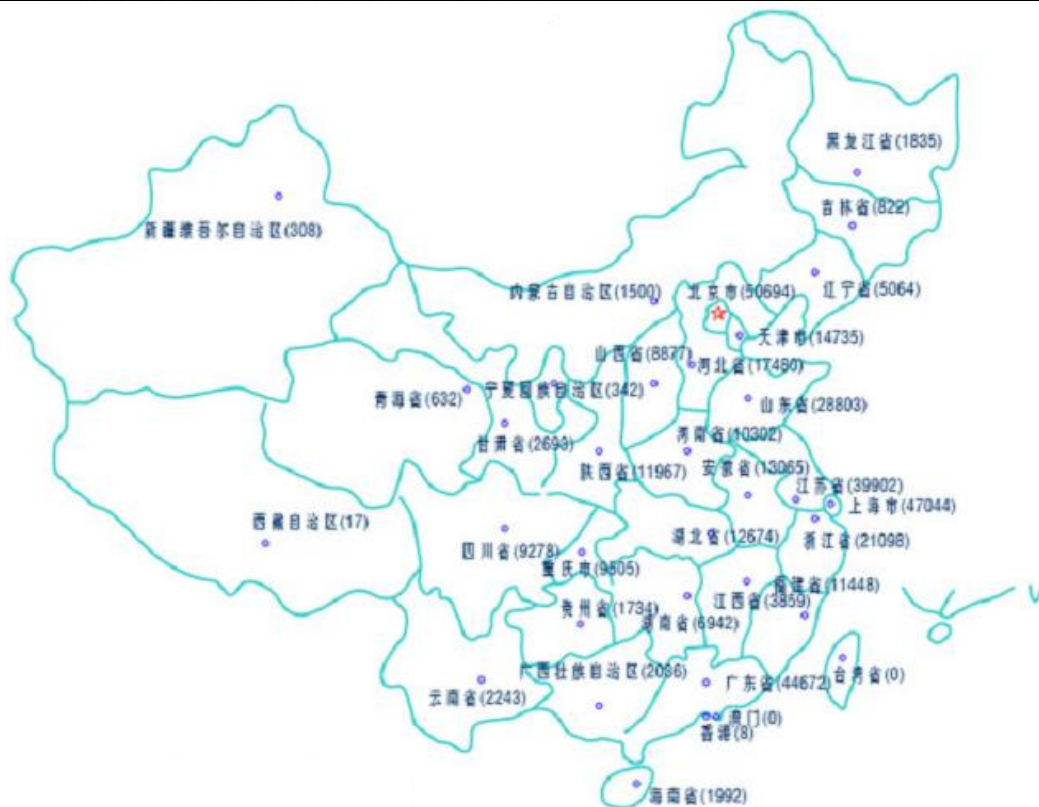 黑龙江省(1835)
吉林省(822)
新疆维吾尔自治区(308)
内蒙古自治区(1500)
北京市(50694)
辽宁省(5064)
天津市(14735)
山西省(8877)
河北省(17480)
青海省(632)
宁夏回族自治区(342)
山东省(28803)
甘肃省(2693)
河南省(10302)
陕西省(11967)
安徽省(13065)
江苏省(39902)
上海市(47044)
西藏自治区(17)
四川省(9278)
湖北省(12674)
浙江省(21098)
重庆市(9505)
福建省(11448)
贵州省(1734)
江西省(3859)
湖南省(6942)
广西壮族自治区(2036)
台湾省(0)
云南省(2243)
广东省(44672)
澳门(0)
香港(8)
海南省(1992)